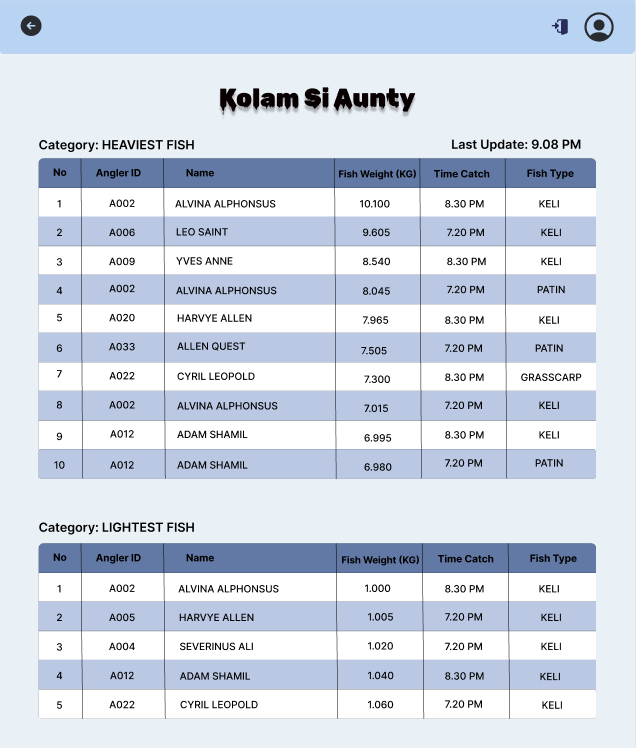 Kolam Si Aunty
Category: HEAVIEST FISH Last Update: 9.08 PM
No Angler ID Name Fish Weight (KG) Time Catch Fish Type
1 A002 ALVINA ALPHONSUS 10.100 8.30 PM KELI
2 A006 LEO SAINT 9.605 7.20 PM KELI
3 A009 YVES ANNE 8.540 8.30 PM KELI
4 A002 ALVINA ALPHONSUS 8.045 7.20 PM PATIN
5 A020 HARVYE ALLEN 7.965 8.30 PM KELI
6 A033 ALLEN QUEST 7.505 7.20 PM PATIN
7 A022 CYRIL LEOPOLD 7.300 8.30 PM GRASSCARP
8 A002 ALVINA ALPHONSUS 7.015 7.20 PM KELI
9 A012 ADAM SHAMIL 6.995 8.30 PM KELI
10 A012 ADAM SHAMIL 6.980 7.20 PM PATIN
Category: LIGHTEST FISH
No Angler ID Name Fish Weight (KG) Time Catch Fish Type
1 A002 ALVINA ALPHONSUS 1.000 8.30 PM KELI
2 A005 HARVYE ALLEN 1.005 7.20 PM KELI
3 A004 SEVERINUS ALI 1.020 7.20 PM KELI
4 A012 ADAM SHAMIL 1.040 8.30 PM KELI
5 A022 CYRIL LEOPOLD 1.060 7.20 PM KELI